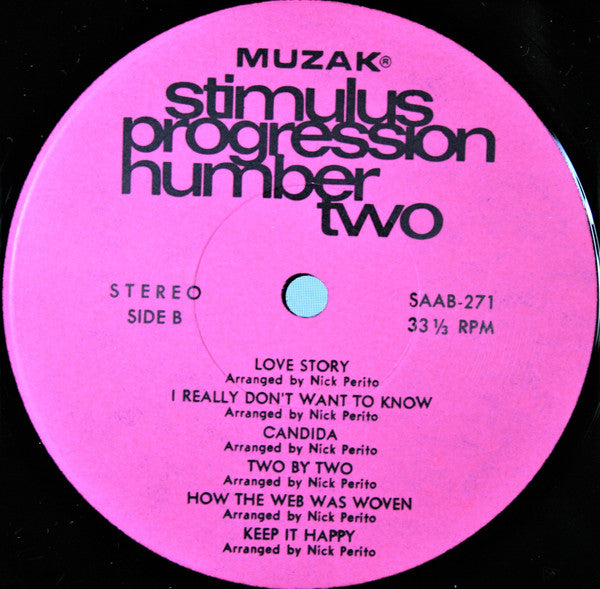 MUZAK®
stimulus
progression
number
two
STEREO
SIDE B
SAAB-271
33 ⅓ RPM
LOVE STORY
Arranged by Nick Perito
I REALLY DON'T WANT TO KNOW
Arranged by Nick Perito
CANDIDA
Arranged by Nick Perito
TWO BY TWO
Arranged by Nick Perito
HOW THE WEB WAS WOVEN
Arranged by Nick Perito
KEEP IT HAPPY
Arranged by Nick Perito